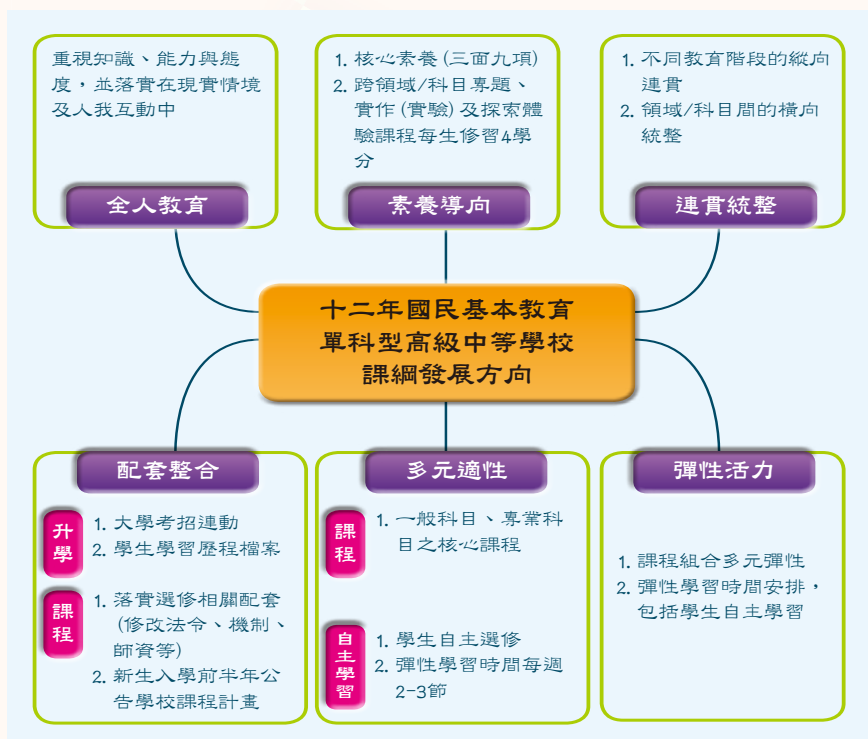 重視知識、能力與態
度，並落實在現實情境
及人我互動中
全人教育
1. 核心素養(三面九項)
2. 跨領域/科目專題、
實作(實驗)及探索體
驗課程每生修習4學
分
素養導向
1. 不同教育階段的縱向
連貫
2. 領域/科目間的橫向
統整
連貫統整
十二年國民基本教育
單科型高級中等學校
課綱發展方向
配套整合
升學
1. 大學考招連動
2. 學生學習歷程檔案
課程
1. 落實選修相關配套
(修改法令、機制、
師資等)
2. 新生入學前半年公
告學校課程計畫
多元適性
課程
1. 一般科目、專業科
目之核心課程
自主學習
1. 學生自主選修
2. 彈性學習時間每週
2-3節
彈性活力
1. 課程組合多元彈性
2. 彈性學習時間安排，
包括學生自主學習